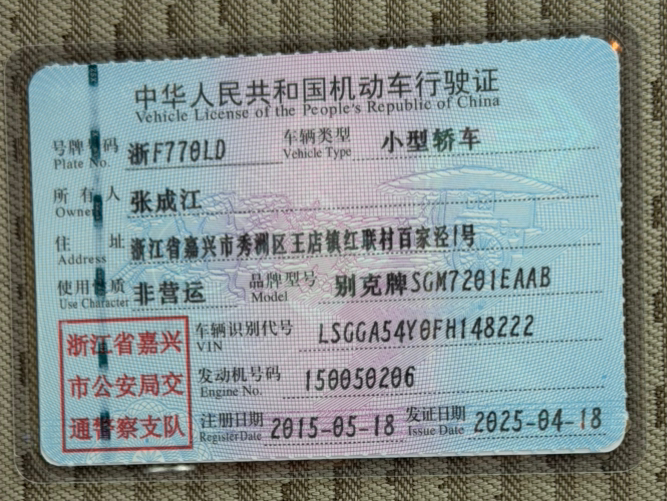 中华人民共和国机动车行驶证
Vehicle License of the People's Republic of China
号牌号码 浙F770LD 车辆类型 小型轿车
Plate No. Vehicle Type
所有人 张成江
Owner
住址 浙江省嘉兴市秀洲区王店镇红联村百家泾1号
Address
使用性质 非营运 品牌型号 别克牌SGM7201EAAB
Use Character Model
车辆识别代号 LSGGA54Y0FH148222
VIN
发动机号码 150050206
Engine No.
浙江省嘉兴
市公安局交
通警察支队
注册日期 2015-05-18 发证日期 2025-04-18
Register Date Issue Date